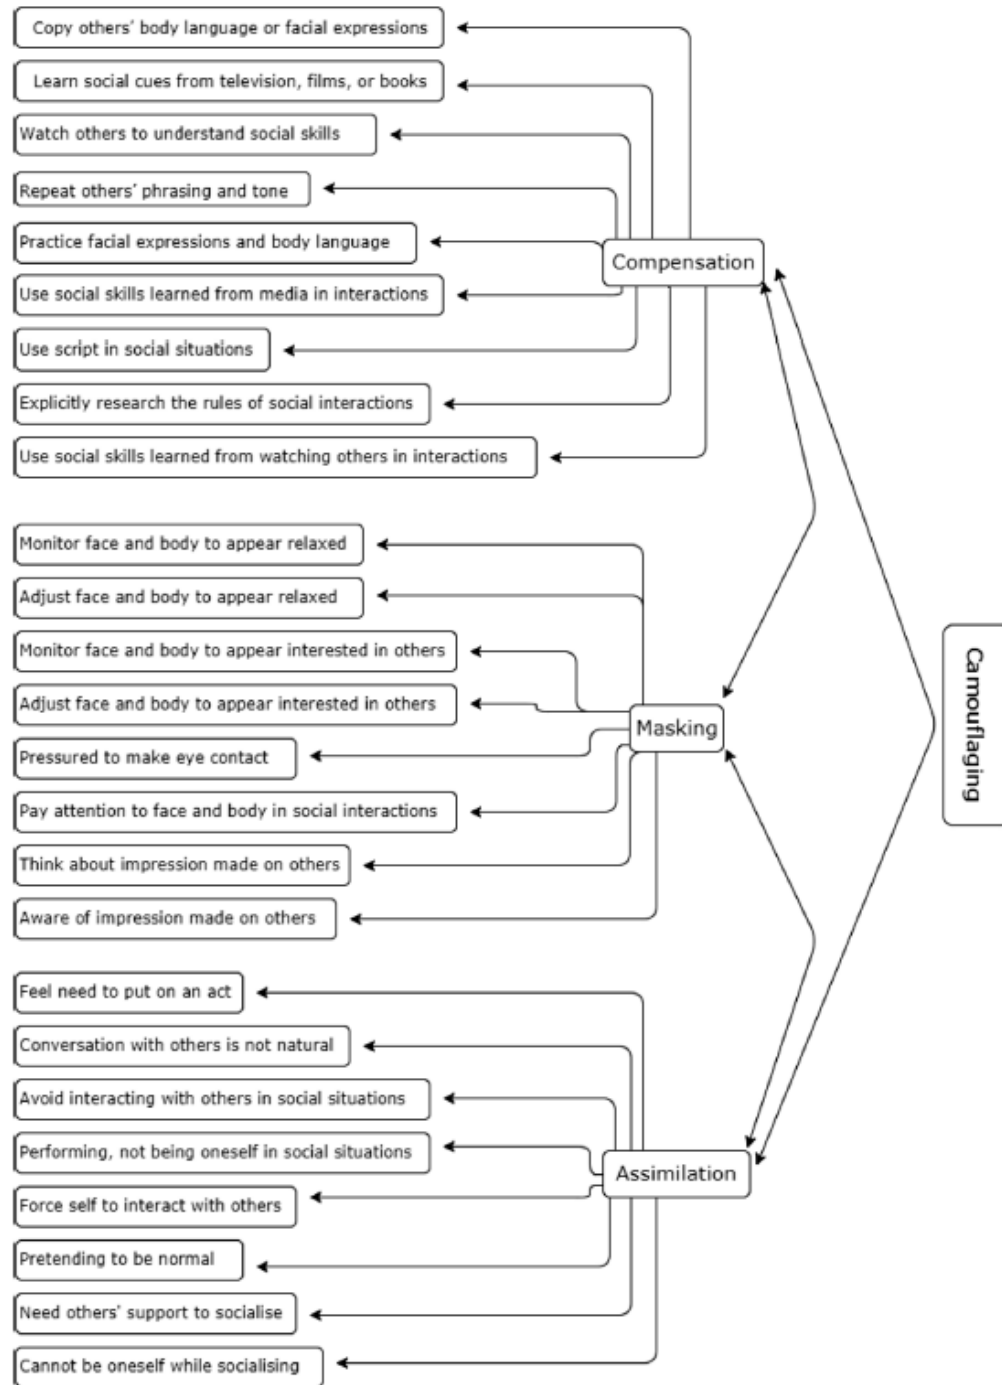 Copy others’ body language or facial expressions
Learn social cues from television, films, or books
Watch others to understand social skills
Repeat others’ phrasing and tone
Practice facial expressions and body language
Use social skills learned from media in interactions
Use script in social situations
Explicitly research the rules of social interactions
Use social skills learned from watching others in interactions
Compensation
Monitor face and body to appear relaxed
Adjust face and body to appear relaxed
Monitor face and body to appear interested in others
Adjust face and body to appear interested in others
Pressured to make eye contact
Pay attention to face and body in social interactions
Think about impression made on others
Aware of impression made on others
Masking
Feel need to put on an act
Conversation with others is not natural
Avoid interacting with others in social situations
Performing, not being oneself in social situations
Force self to interact with others
Pretending to be normal
Need others’ support to socialise
Cannot be oneself while socialising
Assimilation
Camouflaging